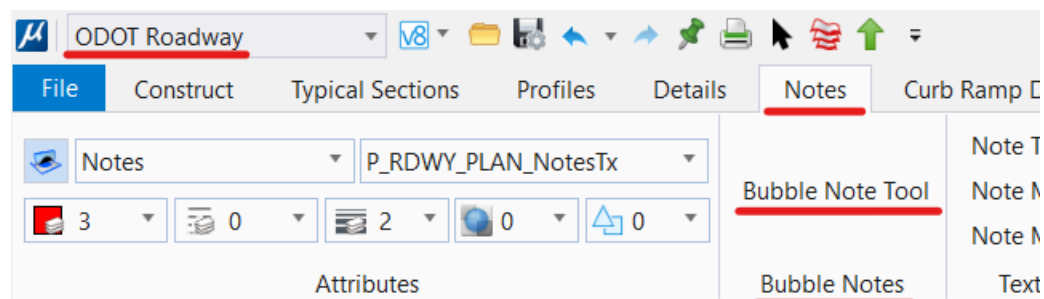 ODOT Roadway
File Construct Typical Sections Profiles Details Notes Curb Ramp
Notes P_RDWY_PLAN_NotesTx
3 0 2 0 0
Bubble Note Tool
Note
Note
Note
Attributes Bubble Notes Text